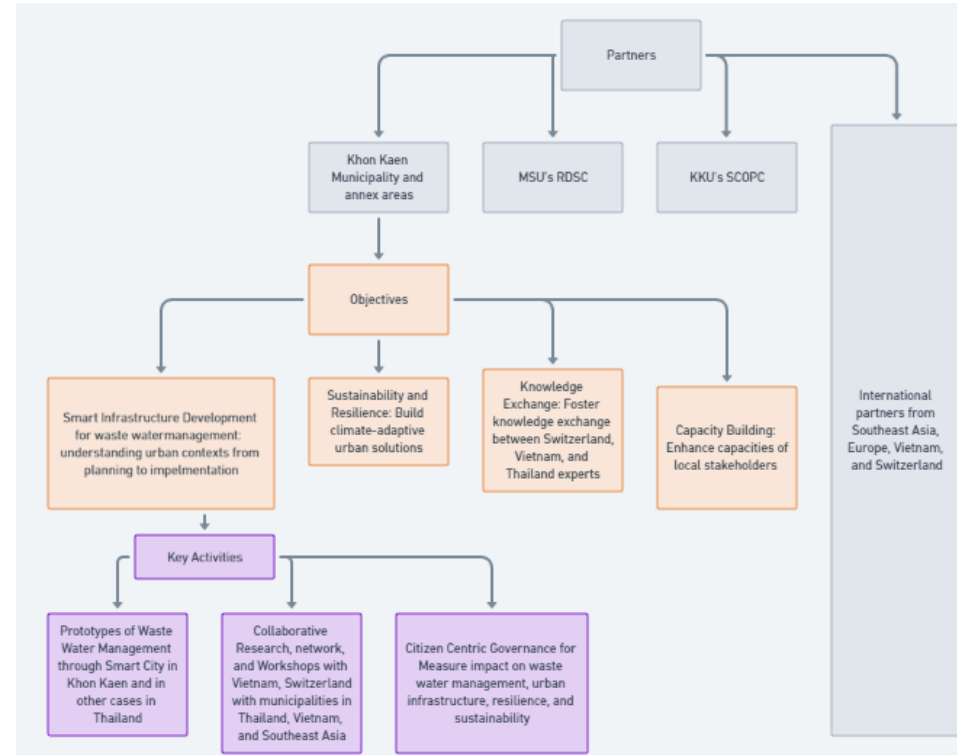 Partners
Khon Kaen
Municipality and
annex areas
MSU's RDSC
KKU's SCOPC
International
partners from
Southeast Asia,
Europe, Vietnam,
and Switzerland
Objectives
Smart Infrastructure Development
for waste watermanagement:
understanding urban contexts from
planning to impelmentation
Sustainability and
Resilience: Build
climate-adaptive
urban solutions
Knowledge
Exchange: Foster
knowledge exchange
between Switzerland,
Vietnam, and
Thailand experts
Capacity Building:
Enhance capacities of
local stakeholders
Key Activities
Prototypes of Waste
Water Management
through Smart City in
Khon Kaen and in
other cases in
Thailand
Collaborative
Research, network,
and Workshops with
Vietnam, Switzerland
with municipalities in
Thailand, Vietnam,
and Southeast Asia
Citizen Centric Governance for
Measure impact on waste
water management, urban
infrastructure, resilience, and
sustainability